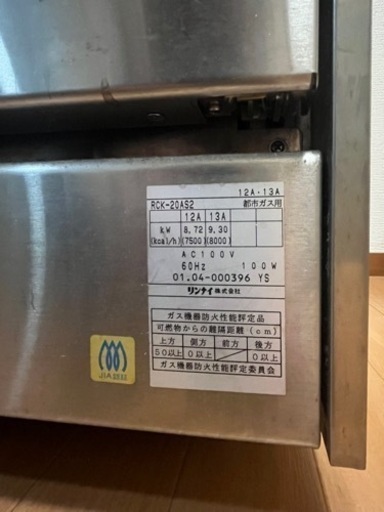 12A・13A
RCK-20AS2 都市ガス用
12A 13A
kW 8.72 9.30
(kcal/h) (7500) (8000)
AC100V
60Hz 100W
01.04-000396 YS
リンナイ株式会社
ガス機器防火性能評定品
可燃物からの離隔距離(cm)
上方 側方 前方 後方
50以上 0以上 0以上
ガス機器防火性能評定委員会